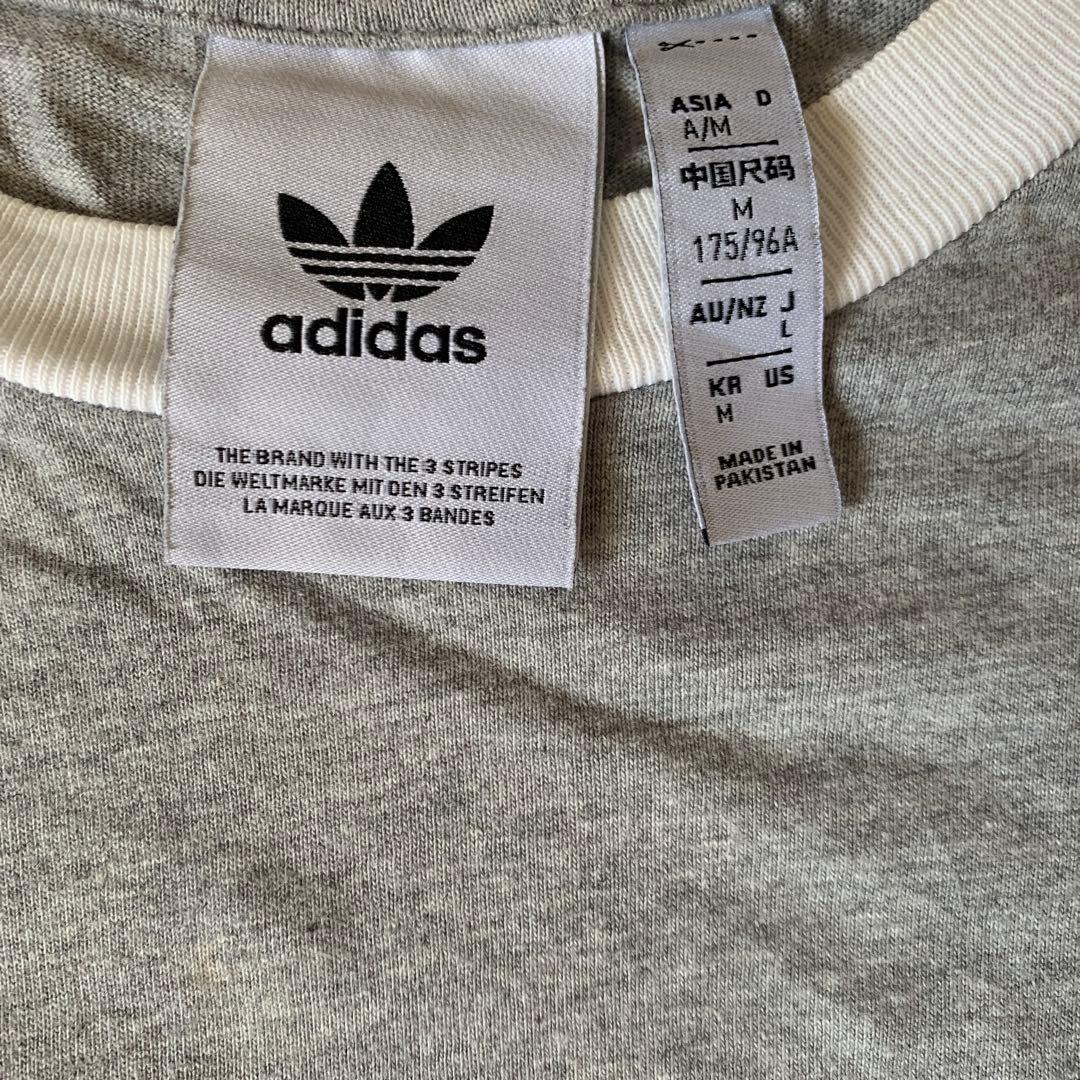 adidas
THE BRAND WITH THE 3 STRIPES
DIE WELTMARKE MIT DEN 3 STREIFEN
LA MARQUE AUX 3 BANDES
ASIA D
A/M
中国尺码
M
175/96A
AU/NZ J
L
KR US
M
MADE IN
PAKISTAN